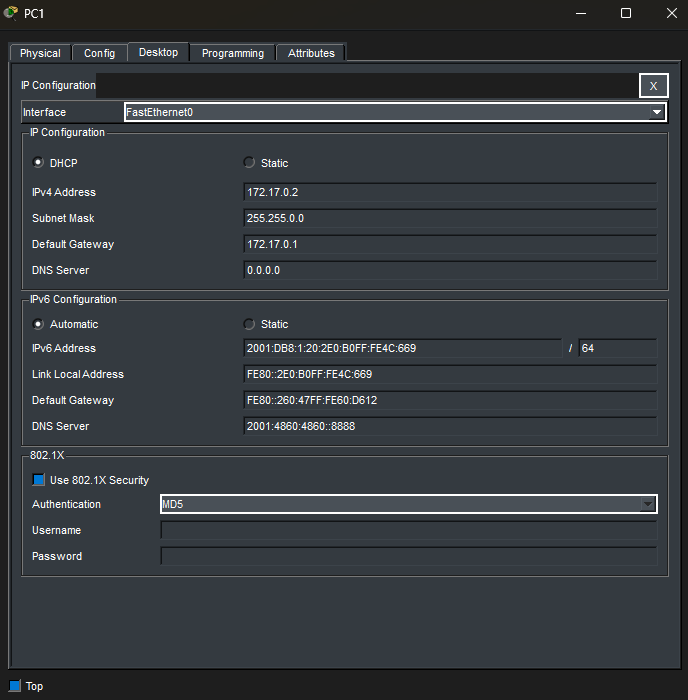 PC1
Physical Config Desktop Programming Attributes
IP Configuration X
Interface FastEthernet0
IP Configuration
DHCP Static
IPv4 Address 172.17.0.2
Subnet Mask 255.255.0.0
Default Gateway 172.17.0.1
DNS Server 0.0.0.0
IPv6 Configuration
Automatic Static
IPv6 Address 2001:DB8:1:20:2E0:B0FF:FE4C:669 / 64
Link Local Address FE80::2E0:B0FF:FE4C:669
Default Gateway FE80::260:47FF:FE60:D612
DNS Server 2001:4860:4860::8888
802.1X
Use 802.1X Security
Authentication MD5
Username
Password
Top